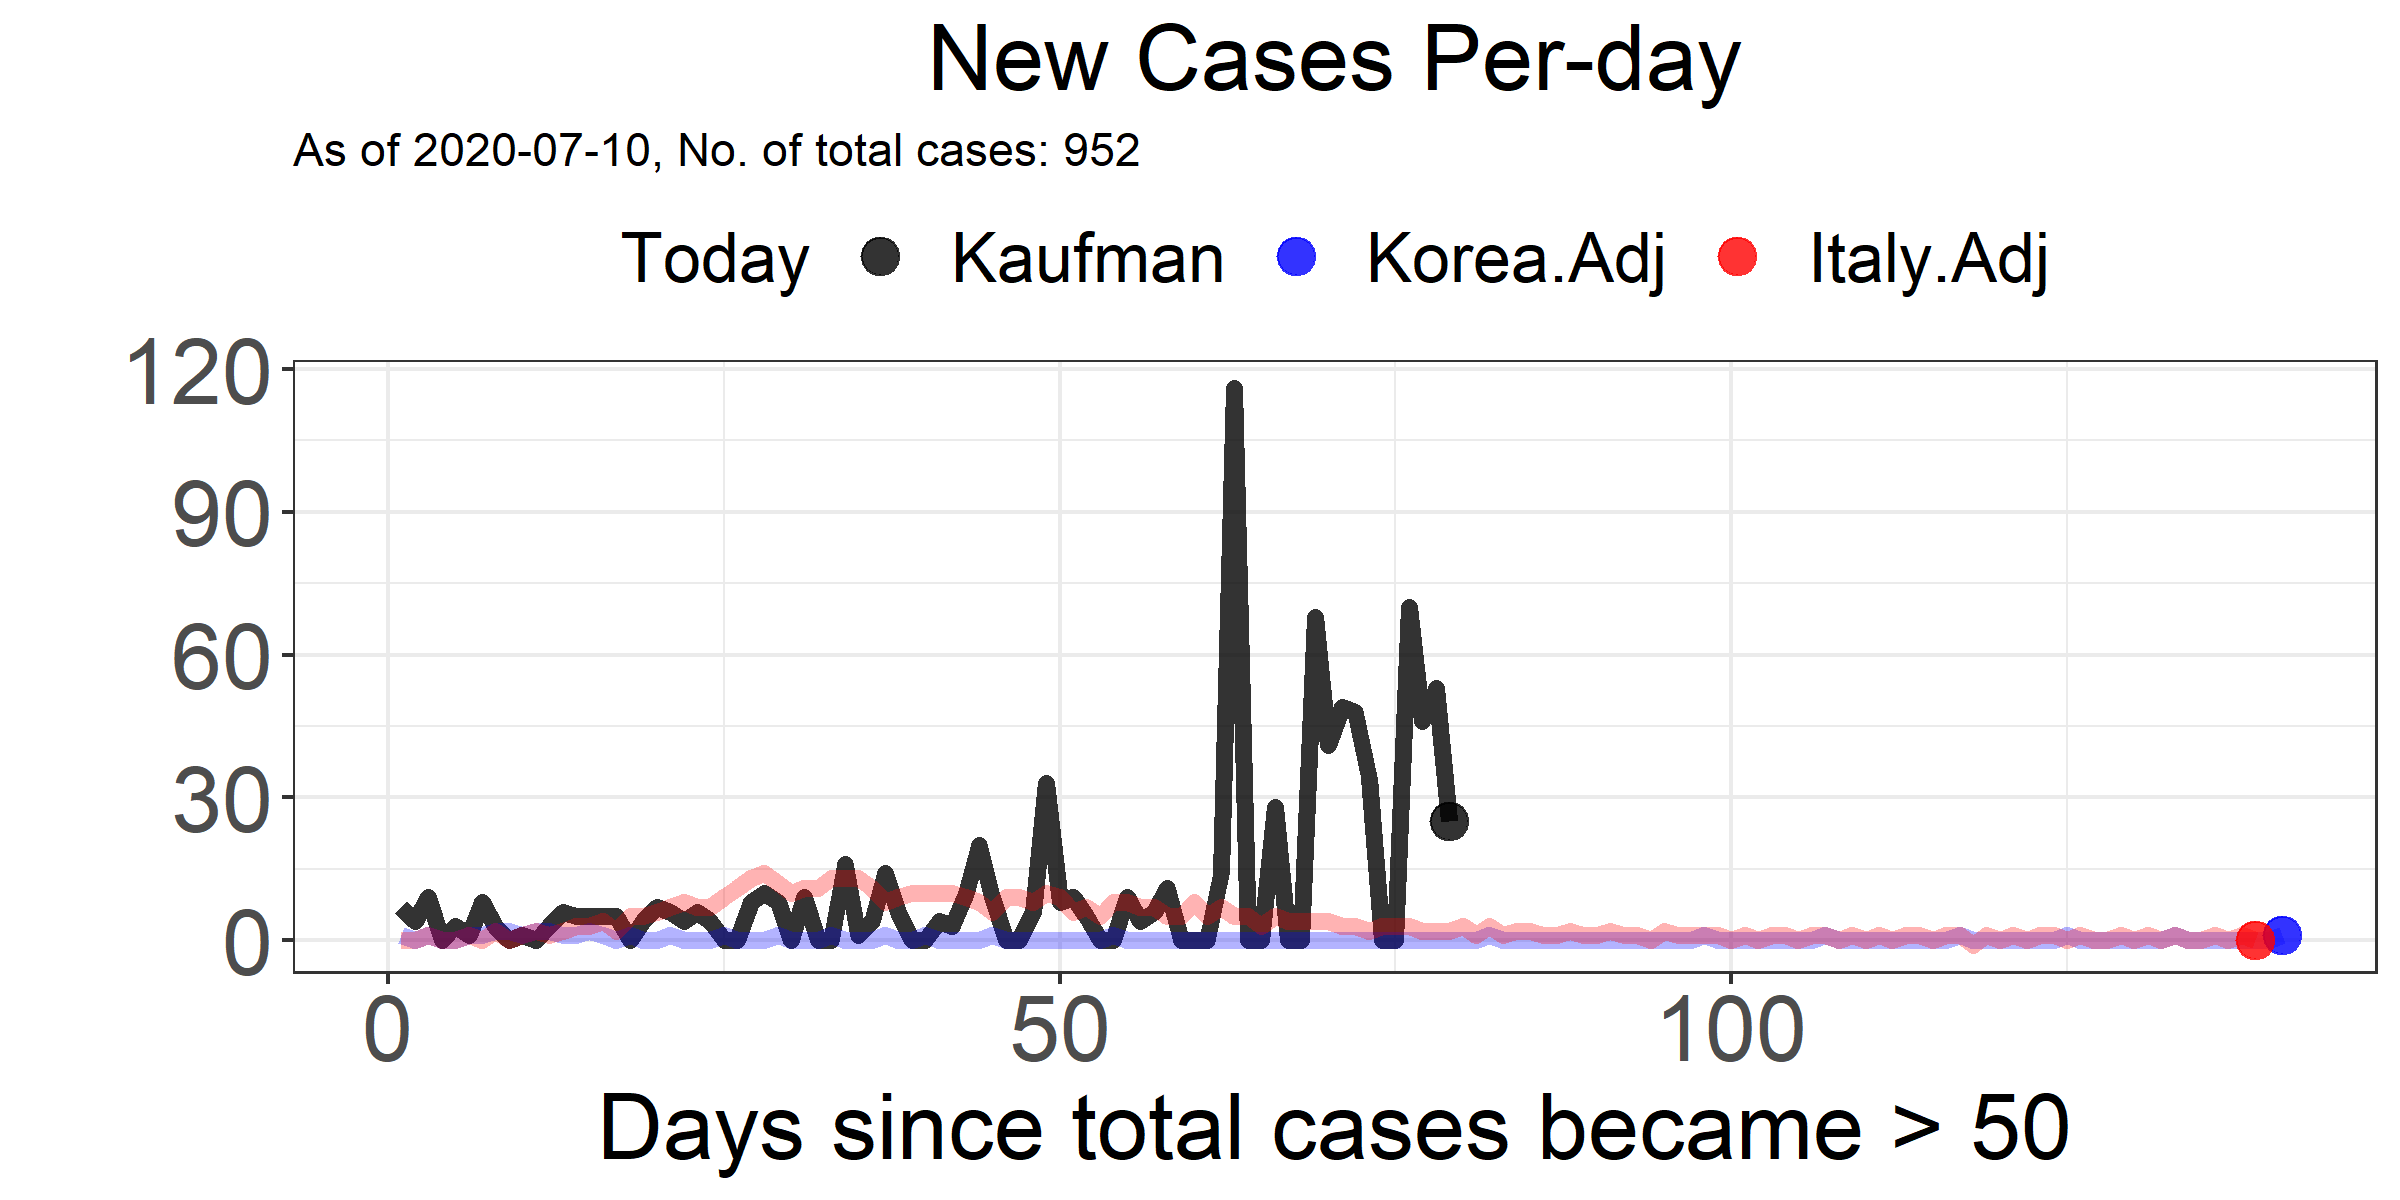 New Cases Per-day
As of 2020-07-10, No. of total cases: 952
Today Kaufman Korea.Adj Italy.Adj
120
90
60
30
0
0 50 100
Days since total cases became > 50